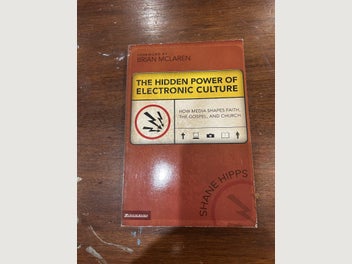 FOREWORD BY
BRIAN MCLAREN
THE HIDDEN POWER OF
ELECTRONIC CULTURE
HOW MEDIA SHAPES FAITH,
THE GOSPEL, AND CHURCH
SHANE HIPPS